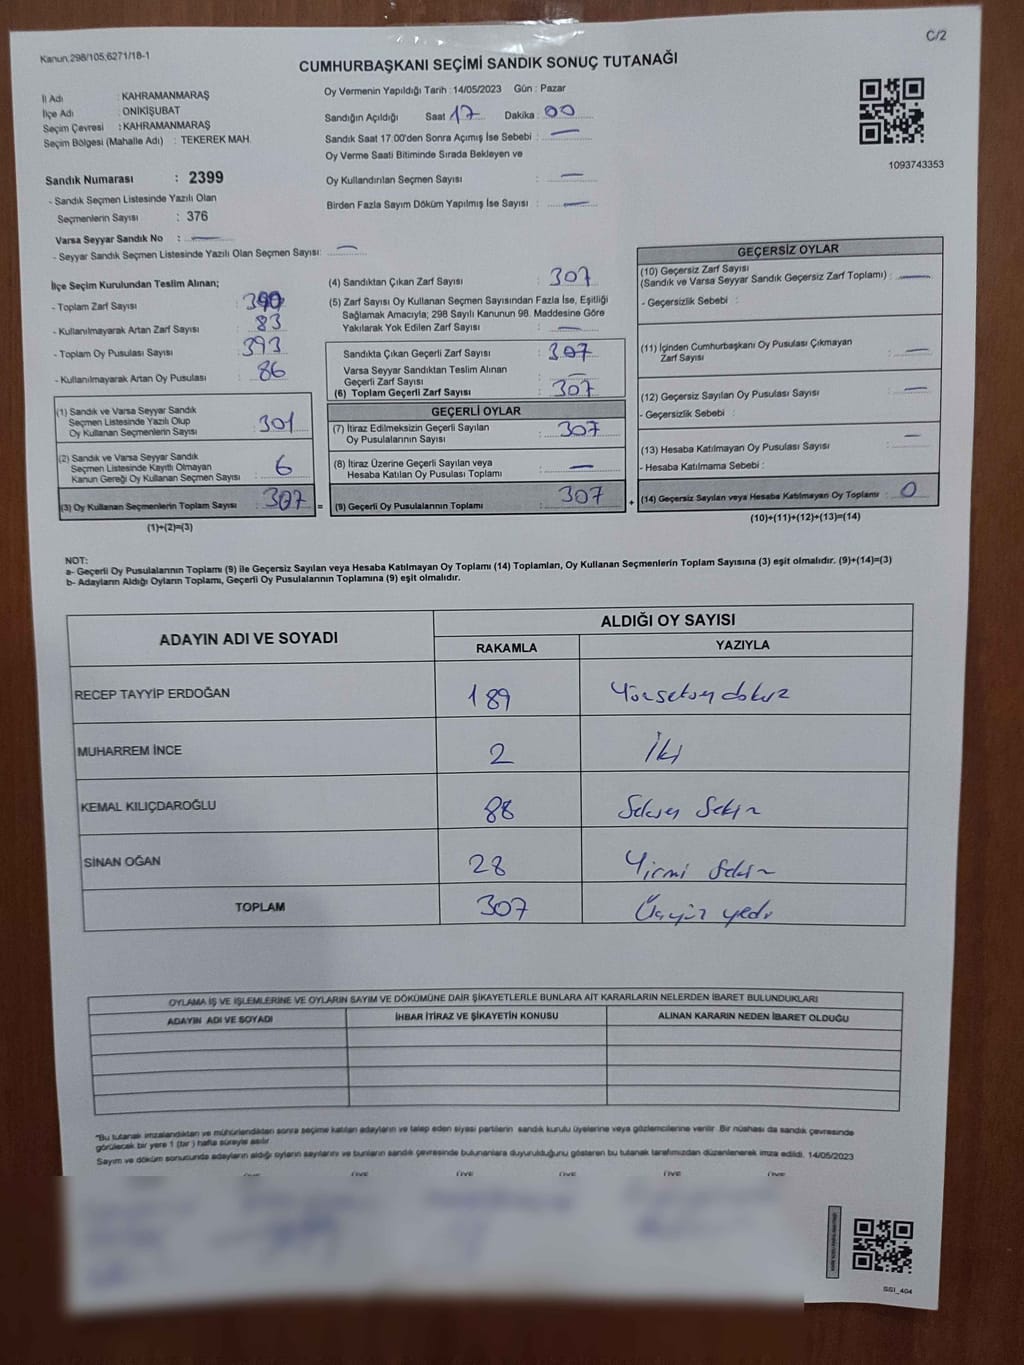 Kanun:298/105;6271/18-1
C/2
CUMHURBAŞKANI SEÇİMİ SANDIK SONUÇ TUTANAĞI
İl Adı : KAHRAMANMARAŞ
İlçe Adı : ONİKİŞUBAT
Seçim Çevresi : KAHRAMANMARAŞ
Seçim Bölgesi (Mahalle Adı) : TEKEREK MAH.
Sandık Numarası : 2399
- Sandık Seçmen Listesinde Yazılı Olan
Seçmenlerin Sayısı : 376
Varsa Seyyar Sandık No : —
- Seyyar Sandık Seçmen Listesinde Yazılı Olan Seçmen Sayısı: —
Oy Vermenin Yapıldığı Tarih : 14/05/2023 Gün : Pazar
Sandığın Açıldığı Saat 17 Dakika : 00
Sandık Saat 17.00'den Sonra Açımış İse Sebebi : —
Oy Verme Saati Bitiminde Sırada Bekleyen ve
Oy Kullandırılan Seçmen Sayısı : —
Birden Fazla Sayım Döküm Yapılmış İse Sayısı : —
1093743353
İlçe Seçim Kurulundan Teslim Alınan;
- Toplam Zarf Sayısı :
- Kullanılmayarak Artan Zarf Sayısı : 83
- Toplam Oy Pusulası Sayısı : 393
- Kullanılmayarak Artan Oy Pusulası : 86
(1) Sandık ve Varsa Seyyar Sandık
Seçmen Listesinde Yazılı Olup
Oy Kullanan Seçmenlerin Sayısı : 301
(2) Sandık ve Varsa Seyyar Sandık
Seçmen Listesinde Kayıtlı Olmayan
Kanun Gereği Oy Kullanan Seçmen Sayısı : 6
(3) Oy Kullanan Seçmenlerin Toplam Sayısı : 307 =
(1)+(2)=(3)
(4) Sandıktan Çıkan Zarf Sayısı : 307
(5) Zarf Sayısı Oy Kullanan Seçmen Sayısından Fazla İse, Eşitliği
Sağlamak Amacıyla; 298 Sayılı Kanunun 98. Maddesine Göre
Yakılarak Yok Edilen Zarf Sayısı : —
Sandıkta Çıkan Geçerli Zarf Sayısı : 307
Varsa Seyyar Sandıktan Teslim Alınan
Geçerli Zarf Sayısı : —
(6) Toplam Geçerli Zarf Sayısı : 307
GEÇERLİ OYLAR
(7) İtiraz Edilmeksizin Geçerli Sayılan
Oy Pusulalarının Sayısı : 307
(8) İtiraz Üzerine Geçerli Sayılan veya
Hesaba Katılan Oy Pusulası Toplamı : —
(9) Geçerli Oy Pusulalarının Toplamı : 307 +
GEÇERSİZ OYLAR
(10) Geçersiz Zarf Sayısı
(Sandık ve Varsa Seyyar Sandık Geçersiz Zarf Toplamı) : —
- Geçersizlik Sebebi :
(11) İçinden Cumhurbaşkanı Oy Pusulası Çıkmayan
Zarf Sayısı : —
(12) Geçersiz Sayılan Oy Pusulası Sayısı : —
- Geçersizlik Sebebi :
(13) Hesaba Katılmayan Oy Pusulası Sayısı : —
- Hesaba Katılmama Sebebi :
(14) Geçersiz Sayılan veya Hesaba Katılmayan Oy Toplamı : 0
(10)+(11)+(12)+(13)=(14)
NOT:
a- Geçerli Oy Pusulalarının Toplamı (9) ile Geçersiz Sayılan veya Hesaba Katılmayan Oy Toplamı (14) Toplamları, Oy Kullanan Seçmenlerin Toplam Sayısına (3) eşit olmalıdır. (9)+(14)=(3)
b- Adayların Aldığı Oyların Toplamı, Geçerli Oy Pusulalarının Toplamına (9) eşit olmalıdır.
ADAYIN ADI VE SOYADI
ALDIĞI OY SAYISI
RAKAMLA YAZIYLA
RECEP TAYYİP ERDOĞAN 189 Yüzseksendokuz
MUHARREM İNCE 2 İki
KEMAL KILIÇDAROĞLU 88 Seksen Sekiz
SİNAN OĞAN 28 Yirmi Sekiz
TOPLAM 307 Üçyüz yedi
OYLAMA İŞ VE İŞLEMLERİNE VE OYLARIN SAYIM VE DÖKÜMÜNE DAİR ŞİKAYETLERLE BUNLARA AİT KARARLARIN NELERDEN İBARET BULUNDUKLARI
ADAYIN ADI VE SOYADI İHBAR İTİRAZ VE ŞİKAYETİN KONUSU ALINAN KARARIN NEDEN İBARET OLDUĞU
"Bu tutanak imzalandıktan ve mühürlendikten sonra seçime katılan adayların ve talep eden siyasi partilerin sandık kurulu üyelerine veya gözlemcilerine verilir. Bir nüshası da sandık çevresinde
görülecek bir yere 1 (bir ) hafta süreyle asılır.
Sayım ve döküm sonucunda adayların aldığı oyların sayılarını ve bunların sandık çevresinde bulunanlara duyurulduğunu gösteren bu tutanak tarafımızdan düzenlenerek imza edildi. 14/05/2023
ÜYE ÜYE ÜYE ÜYE ÜYE ÜYE
SSI_404